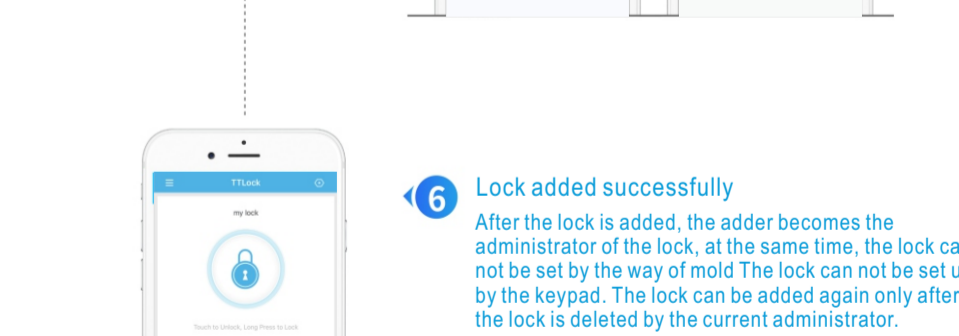 TTLock
my lock
Touch to Unlock, Long Press to Lock
6
Lock added successfully
After the lock is added, the adder becomes the
administrator of the lock, at the same time, the lock ca
not be set by the way of mold The lock can not be set u
by the keypad. The lock can be added again only after
the lock is deleted by the current administrator.